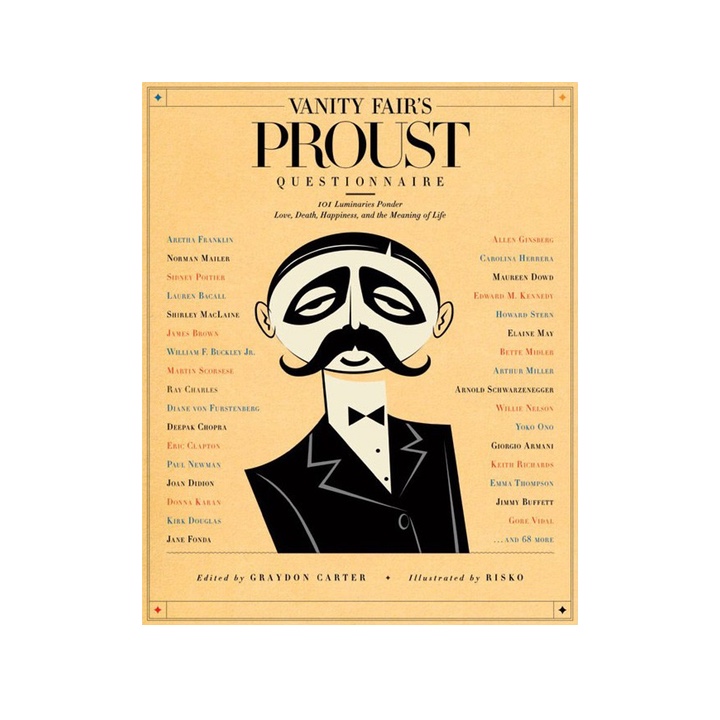 VANITY FAIR'S
PROUST
QUESTIONNAIRE
101 Luminaries Ponder
Love, Death, Happiness, and the Meaning of Life
ARETHA FRANKLIN
NORMAN MAILER
SIDNEY POITIER
LAUREN BACALL
SHIRLEY MACLAINE
JAMES BROWN
WILLIAM F. BUCKLEY JR.
MARTIN SCORSESE
RAY CHARLES
DIANE VON FURSTENBERG
DEEPAK CHOPRA
ERIC CLAPTON
PAUL NEWMAN
JOAN DIDION
DONNA KARAN
KIRK DOUGLAS
JANE FONDA
ALLEN GINSBERG
CAROLINA HERRERA
MAUREEN DOWD
EDWARD M. KENNEDY
HOWARD STERN
ELAINE MAY
BETTE MIDLER
ARTHUR MILLER
ARNOLD SCHWARZENEGGER
WILLIE NELSON
YOKO ONO
GIORGIO ARMANI
KEITH RICHARDS
EMMA THOMPSON
JIMMY BUFFETT
GORE VIDAL
...AND 68 MORE
Edited by GRAYDON CARTER ✦ Illustrated by RISKO